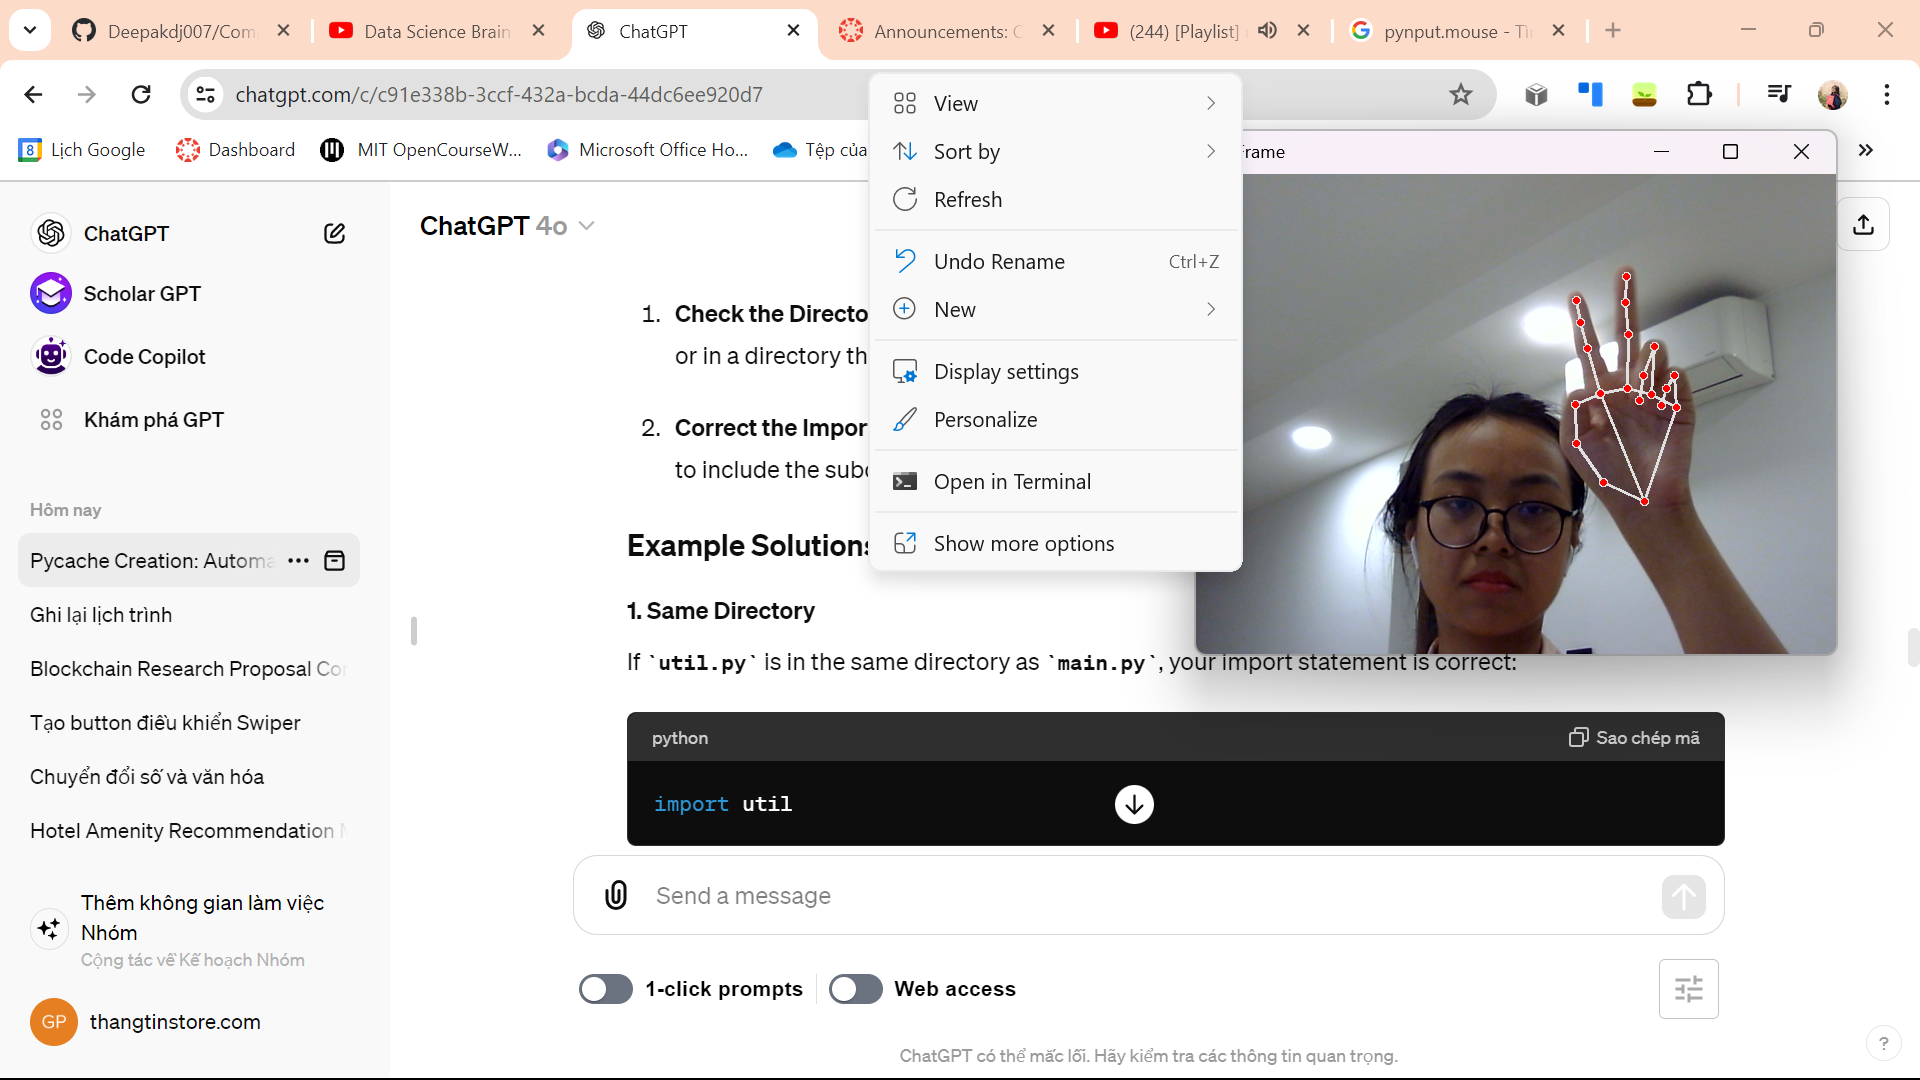 Deepakdj007/Com
Data Science Brain
ChatGPT
Announcements: C
(244) [Playlist]
pynput.mouse - Tì
chatgpt.com/c/c91e338b-3ccf-432a-bcda-44dc6ee920d7
8
Lịch Google
Dashboard
MIT OpenCourseW...
Microsoft Office Ho...
Tệp của
View
Sort by
Refresh
Undo Rename
Ctrl+Z
New
Display settings
Personalize
Open in Terminal
Show more options
Frame
ChatGPT
Scholar GPT
Code Copilot
Khám phá GPT
Hôm nay
Pycache Creation: Automa
Ghi lại lịch trình
Blockchain Research Proposal Cor
Tạo button điều khiển Swiper
Chuyển đổi số và văn hóa
Hotel Amenity Recommendation
Thêm không gian làm việc
Nhóm
Cộng tác về Kế hoạch Nhóm
GP
thangtinstore.com
ChatGPT 4o
1. Check the Directo
or in a directory th
2. Correct the Impor
to include the subd
Example Solutions
1. Same Directory
If `util.py` is in the same directory as `main.py`, your import statement is correct:
python
Sao chép mã
import util
Send a message
1-click prompts
Web access
ChatGPT có thể mắc lỗi. Hãy kiểm tra các thông tin quan trọng.
?